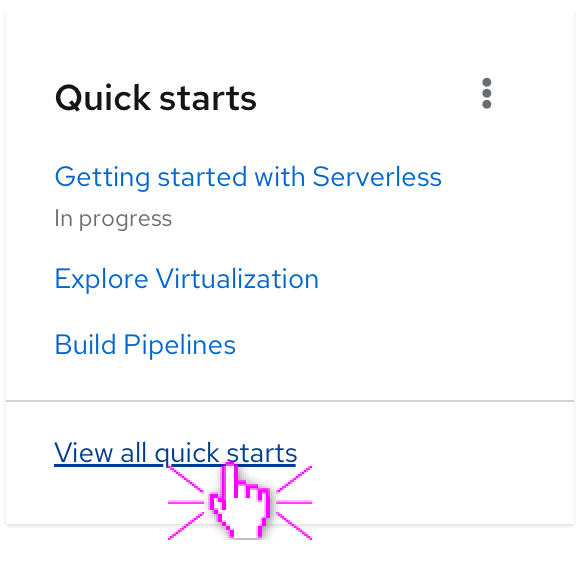 Quick starts
Getting started with Serverless
In progress
Explore Virtualization
Build Pipelines
View all quick starts